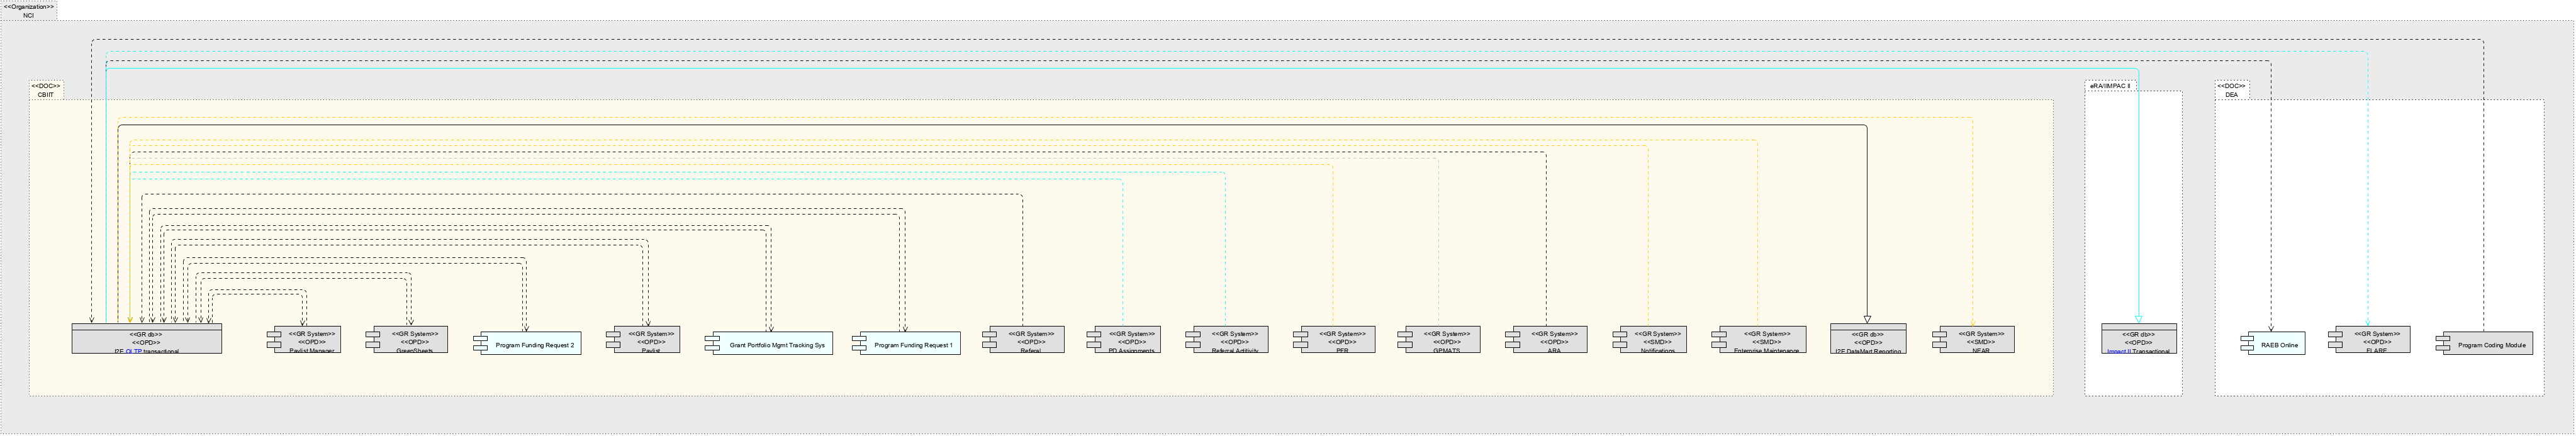 <<Organization>>
NCI
<<DOC>>
CBIIT
eRA/IIMPAC II
<<DOC>>
DEA
<<GR db>>
<<OPD>>
I2E OLTP transactional
<<GR System>>
<<OPD>>
Paylist Manager
<<GR System>>
<<OPD>>
GreenSheets
Program Funding Request 2
<<GR System>>
<<OPD>>
Paylist
Grant Portfolio Mgmt Tracking Sys
Program Funding Request 1
<<GR System>>
<<OPD>>
Referal
<<GR System>>
<<OPD>>
PD Assignments
<<GR System>>
<<OPD>>
Referral Actitivity
<<GR System>>
<<OPD>>
<<GR System>>
<<OPD>>
GPMATS
<<GR System>>
<<OPD>>
ARA
<<GR System>>
<<SMD>>
Notifications
<<GR System>>
<<SMD>>
Enterprise Maintenance
<<GR db>>
<<OPD>>
I2E DataMart Reporting
<<GR System>>
<<SMD>>
NEAR
<<GR db>>
<<OPD>>
Impact II Transactional
RAEB Online
<<GR System>>
<<OPD>>
FLARE
Program Coding Module